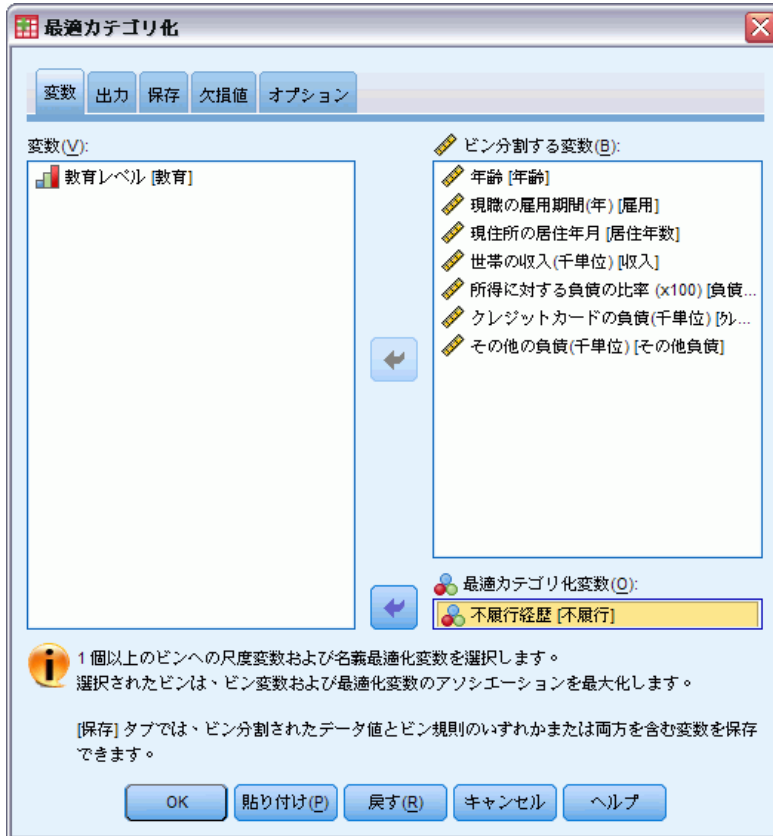 最適カテゴリ化
変数 出力 保存 欠損値 オプション
変数(V):
教育レベル [教育]
ビン分割する変数(B):
年齢 [年齢]
現職の雇用期間(年) [雇用]
現住所の居住年月 [居住年数]
世帯の収入(千単位) [収入]
所得に対する負債の比率 (x100) [負債...
クレジットカードの負債(千単位) [クレ...
その他の負債(千単位) [その他負債]
最適カテゴリ化変数(O):
不履行経歴 [不履行]
1 個以上のビンへの尺度変数および名義最適化変数を選択します。
選択されたビンは、ビン変数および最適化変数のアソシエーションを最大化します。
[保存] タブでは、ビン分割されたデータ値とビン規則のいずれかまたは両方を含む変数を保存
できます。
OK 貼り付け(P) 戻す(R) キャンセル ヘルプ